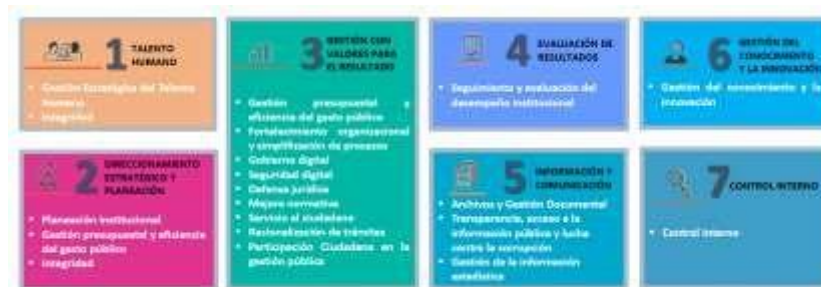 1 TALENTO
HUMANO
• Gestión Estratégica del Talento
Humano
• Integridad
2 DIRECCIONAMIENTO
ESTRATÉGICO Y
PLANEACIÓN
• Planeación Institucional
• Gestión presupuestal y eficiencia
del gasto público
• Integridad
3 GESTIÓN CON
VALORES PARA
EL RESULTADO
• Gestión presupuestal y
eficiencia del gasto público
• Fortalecimiento organizacional
y simplificación de procesos
• Gobierno digital
• Seguridad digital
• Defensa jurídica
• Mejora normativa
• Servicio al ciudadano
• Racionalización de trámites
• Participación Ciudadana en la
gestión pública
4 EVALUACIÓN DE
RESULTADOS
• Seguimiento y evaluación del
desempeño institucional
5 INFORMACIÓN Y
COMUNICACIÓN
• Archivos y Gestión Documental
• Transparencia, acceso a la
información pública y lucha
contra la corrupción
• Gestión de la información
estadística
6 GESTIÓN DEL
CONOCIMIENTO
Y LA INNOVACIÓN
• Gestión del conocimiento y la
innovación
7 CONTROL INTERNO
• Control interno